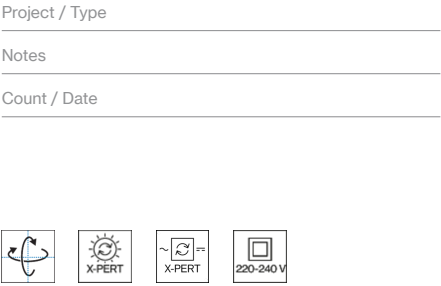 Project / Type
Notes
Count / Date
X-PERT
X-PERT
220-240 V